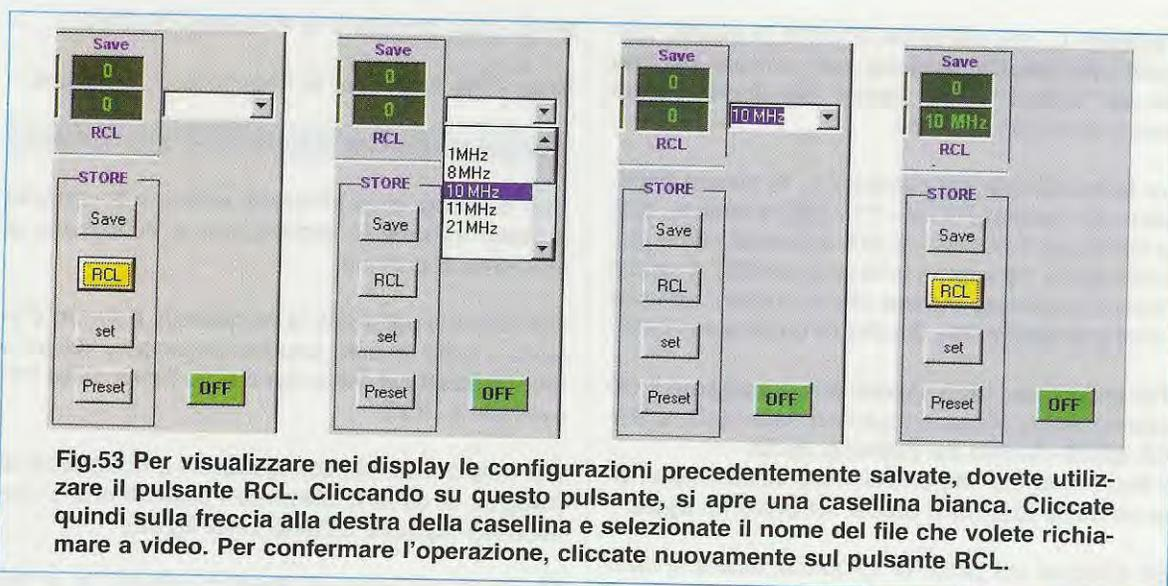 Save
0
0
RCL
STORE
Save
RCL
set
Preset
OFF
Save
0
0
RCL
1MHz
8MHz
10 MHz
11MHz
21MHz
STORE
Save
RCL
set
Preset
OFF
Save
0
0
10 MHz
RCL
STORE
Save
RCL
set
Preset
OFF
Save
0
10 MHz
RCL
STORE
Save
RCL
set
Preset
OFF
Fig.53 Per visualizzare nei display le configurazioni precedentemente salvate, dovete utiliz-
zare il pulsante RCL. Cliccando su questo pulsante, si apre una casellina bianca. Cliccate
quindi sulla freccia alla destra della casellina e selezionate il nome del file che volete richia-
mare a video. Per confermare l'operazione, cliccate nuovamente sul pulsante RCL.